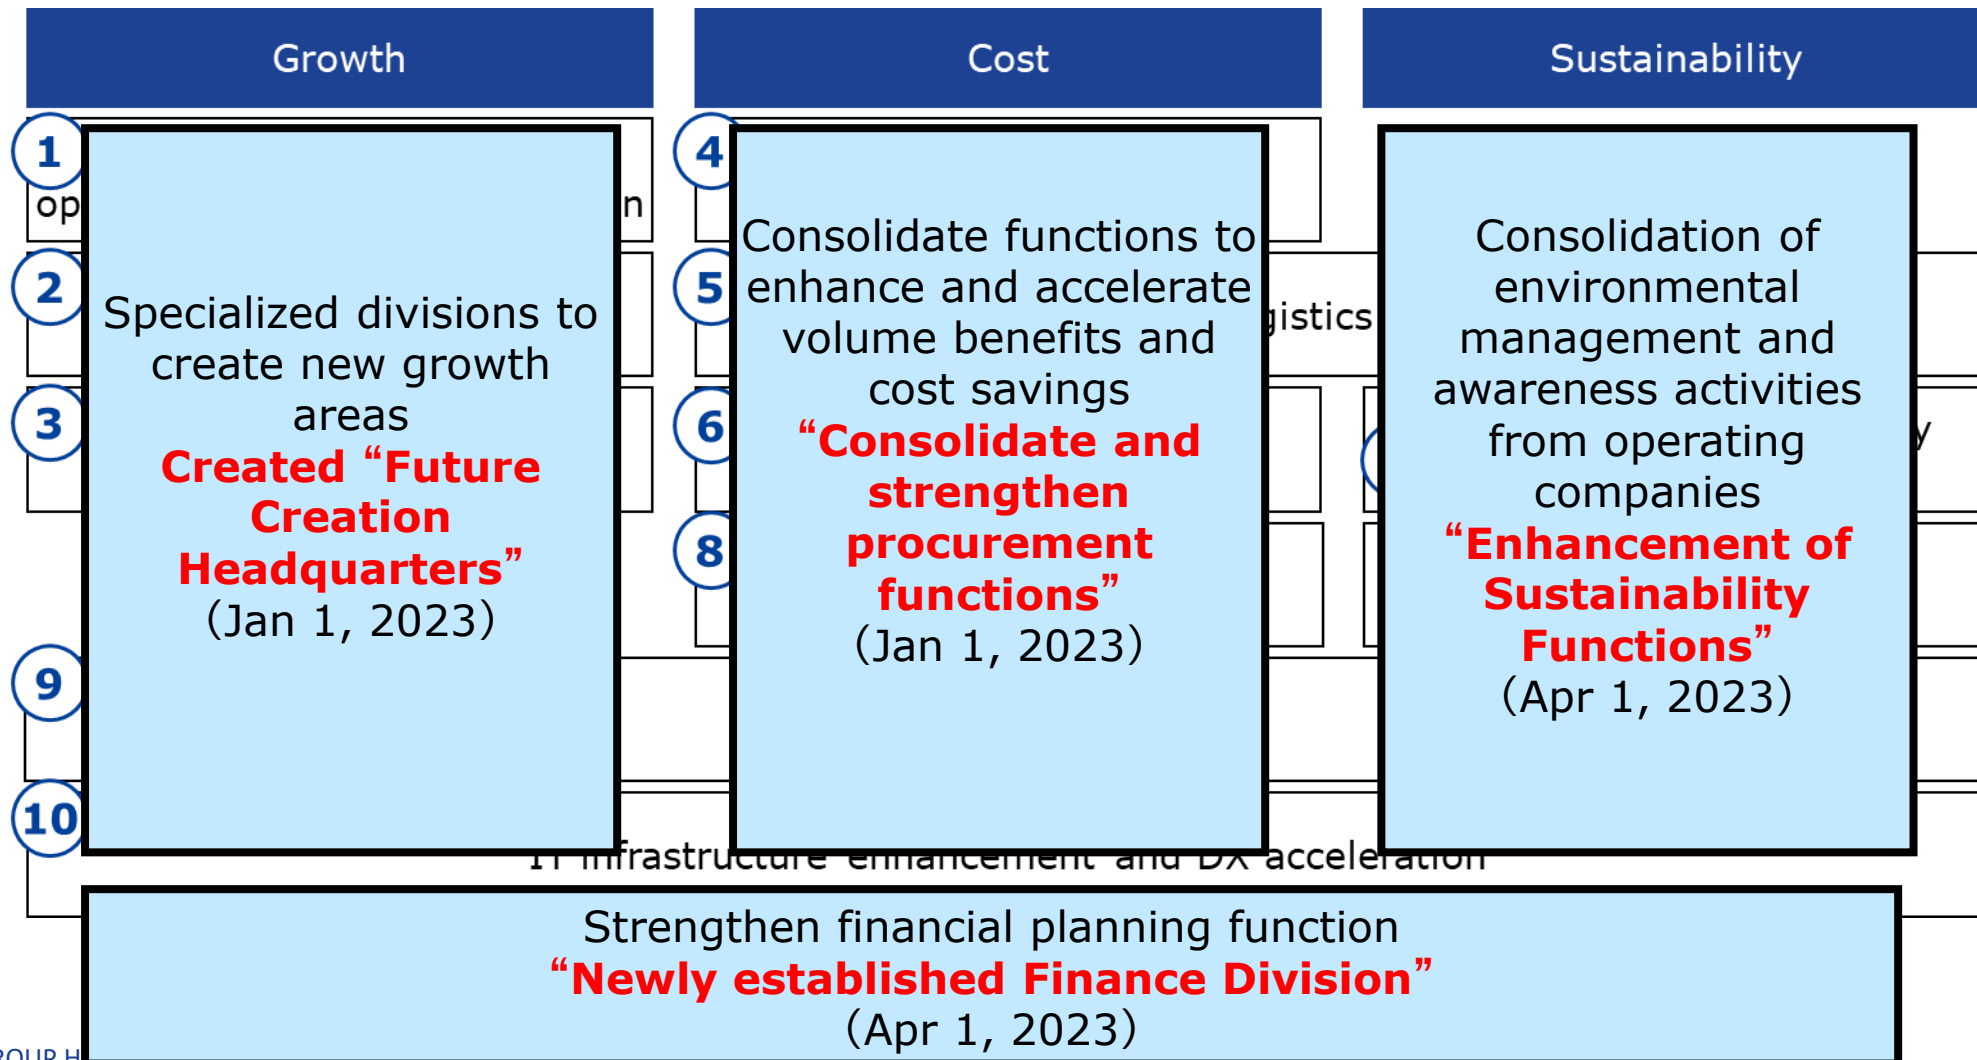 Growth
Cost
Sustainability
1
4
op
n
Consolidate functions to
enhance and accelerate
volume benefits and
cost savings
“Consolidate and
strengthen
procurement
functions”
(Jan 1, 2023)
Consolidation of
environmental
management and
awareness activities
from operating
companies
“Enhancement of
Sustainability
Functions”
(Apr 1, 2023)
2
5
gistics
Specialized divisions to
create new growth
areas
Created “Future
Creation
Headquarters”
(Jan 1, 2023)
3
6
y
8
9
10
IT infrastructure enhancement and DX acceleration
Strengthen financial planning function
“Newly established Finance Division”
(Apr 1, 2023)
ROUP H